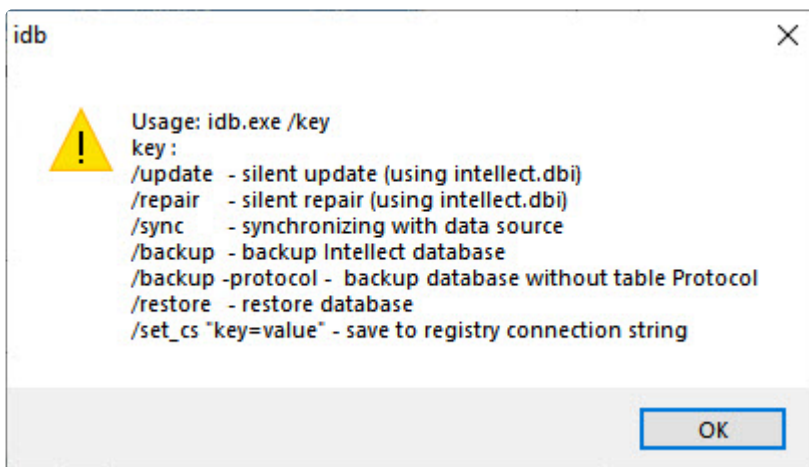 idb
Usage: idb.exe /key
key :
/update - silent update (using intellect.dbi)
/repair - silent repair (using intellect.dbi)
/sync - synchronizing with data source
/backup - backup Intellect database
/backup -protocol - backup database without table Protocol
/restore - restore database
/set_cs "key=value" - save to registry connection string
OK